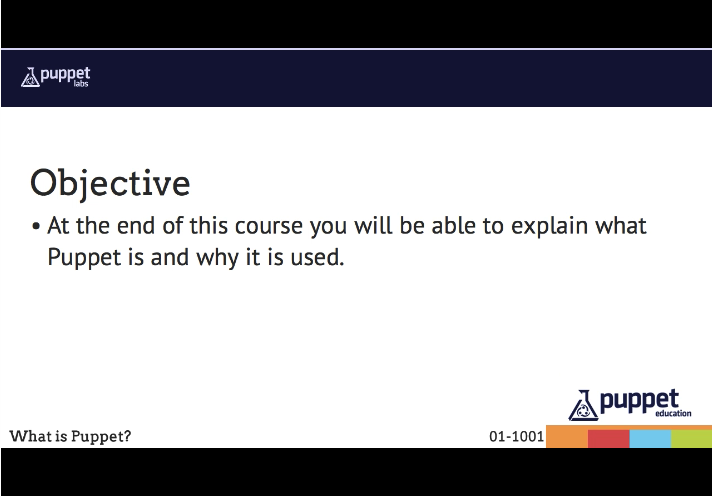 puppet
labs
Objective
• At the end of this course you will be able to explain what
Puppet is and why it is used.
puppet
education
What is Puppet?
01-1001